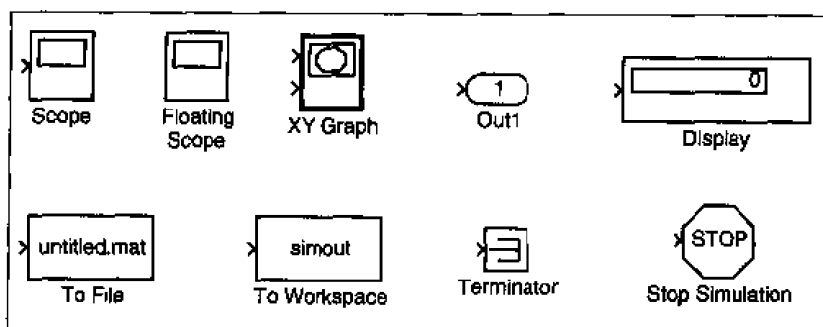 Scope
Floating
Scope
XY Graph
1
Out1
0
Display
untitled.mat
To File
simout
To Workspace
Terminator
STOP
Stop Simulation